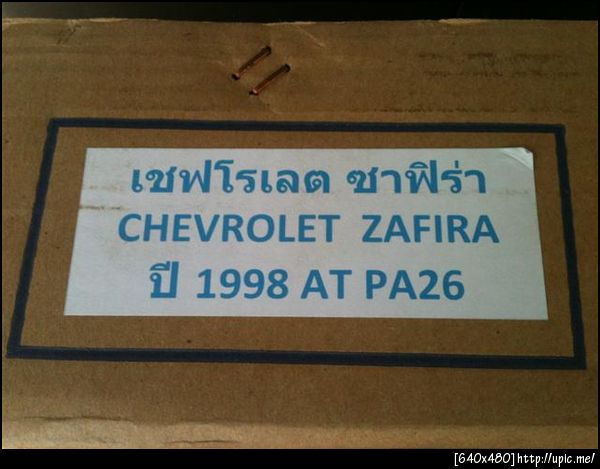 เชฟโรเลต ซาฟิร่า
CHEVROLET ZAFIRA
ปี 1998 AT PA26
[640x480]http://upic.me/